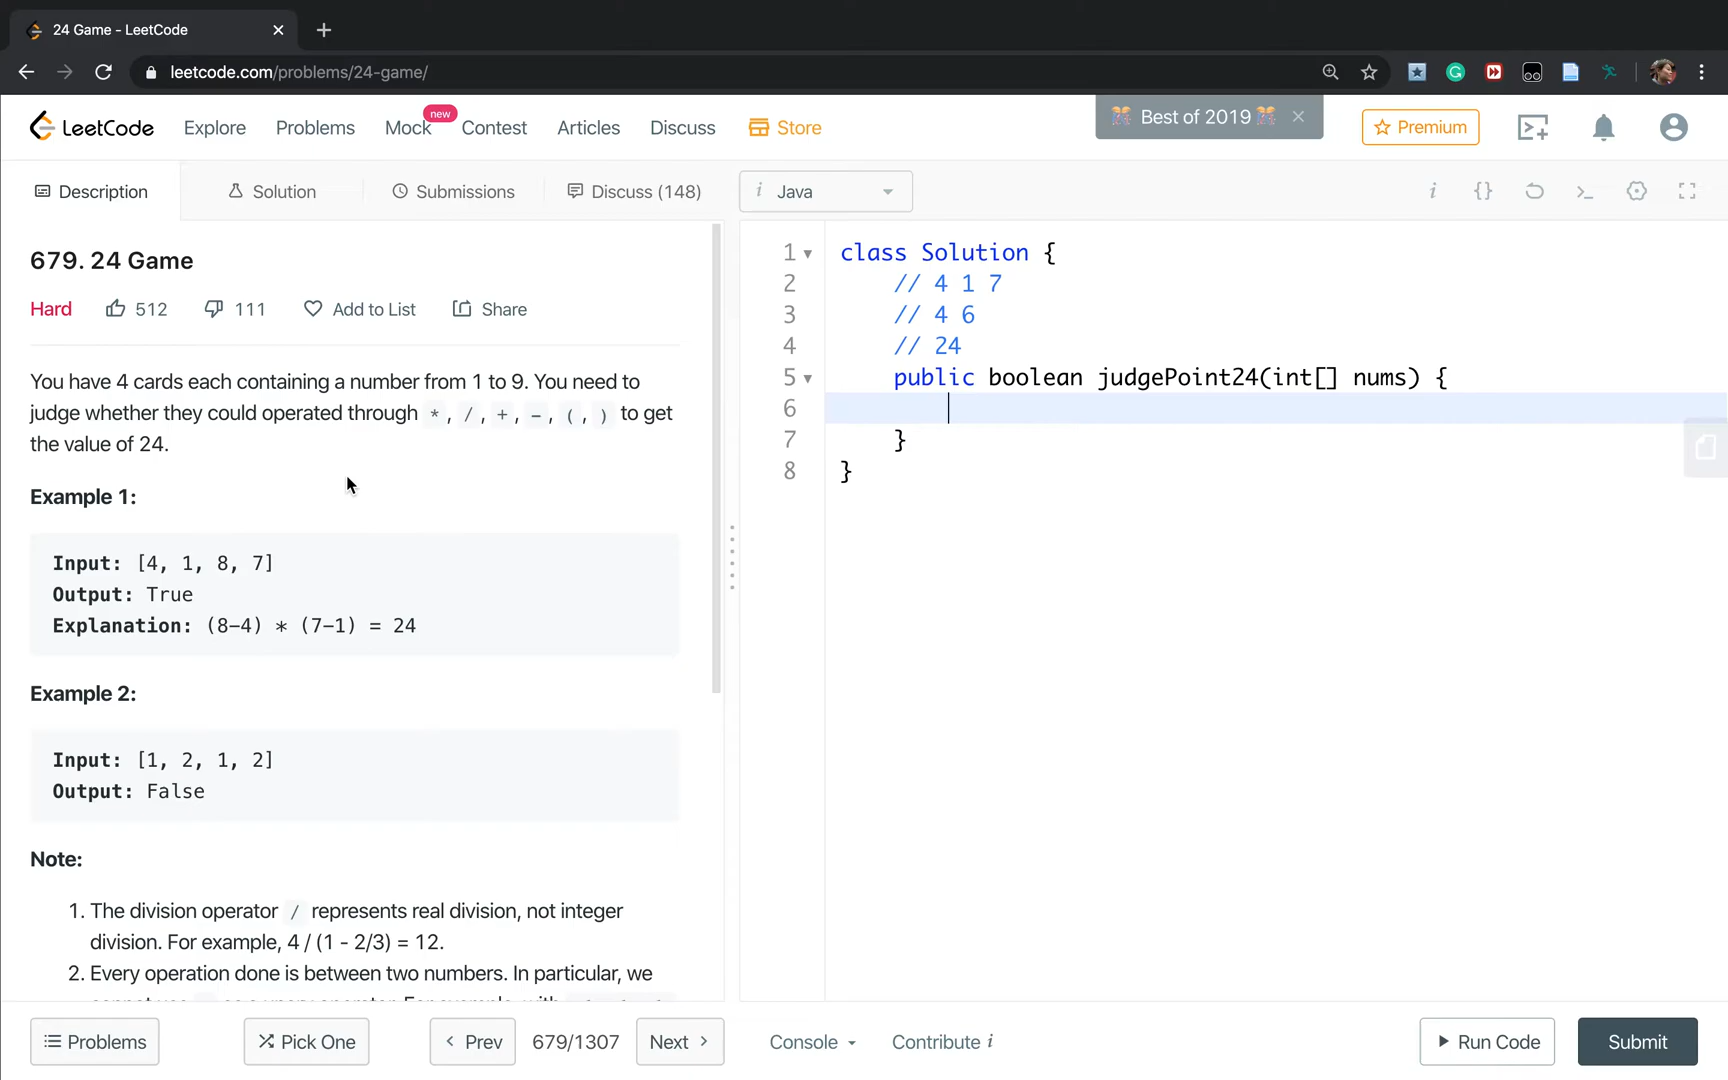 24 Game - LeetCode
leetcode.com/problems/24-game/
LeetCode
Explore
Problems
Mock
new
Contest
Articles
Discuss
Store
Best of 2019
Premium
Description
Solution
Submissions
Discuss (148)
i Java
679. 24 Game
Hard
512
111
Add to List
Share
You have 4 cards each containing a number from 1 to 9. You need to
judge whether they could operated through *, /, +, -, (, ) to get
the value of 24.
Example 1:
Input: [4, 1, 8, 7]
Output: True
Explanation: (8-4) * (7-1) = 24
Example 2:
Input: [1, 2, 1, 2]
Output: False
Note:
1. The division operator / represents real division, not integer
division. For example, 4 / (1 - 2/3) = 12.
2. Every operation done is between two numbers. In particular, we
i {}
1 class Solution {
2 // 4 1 7
3 // 4 6
4 // 24
5 public boolean judgePoint24(int[] nums) {
6
7 }
8 }
Problems
Pick One
Prev
679/1307
Next
Console
Contribute i
Run Code
Submit